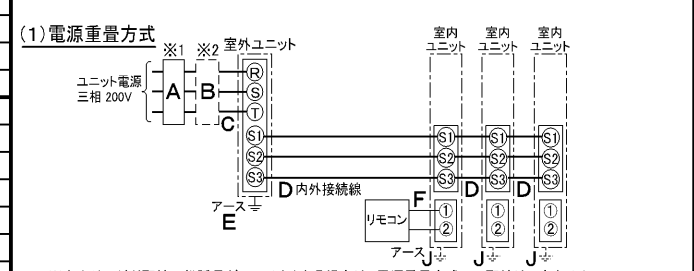 (1)電源重畳方式
※1 ※2 室外ユニット 室内ユニット 室内ユニット 室内ユニット
ユニット電源
三相 200V
A B C
R
S
T
S1 S1 S1 S1
S2 S2 S2 S2
S3 S3 S3 S3
D 内外接続線 D D
アース
E
リモコン F
① ① ①
② ② ②
アース J J J